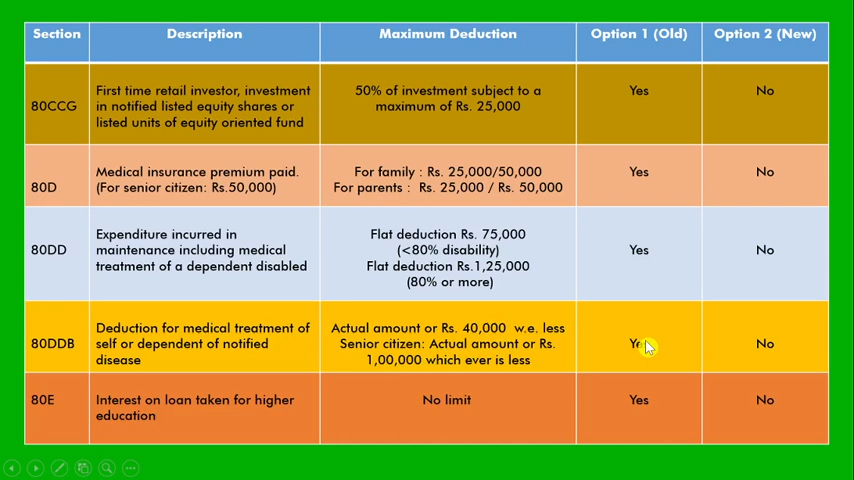 Section
Description
Maximum Deduction
Option 1 (Old)
Option 2 (New)
80CCG
First time retail investor, investment
in notified listed equity shares or
listed units of equity oriented fund
50% of investment subject to a
maximum of Rs. 25,000
Yes
No
80D
Medical insurance premium paid.
(For senior citizen: Rs.50,000)
For family : Rs. 25,000/50,000
For parents : Rs. 25,000 / Rs. 50,000
Yes
No
80DD
Expenditure incurred in
maintenance including medical
treatment of a dependent disabled
Flat deduction Rs. 75,000
(<80% disability)
Flat deduction Rs.1,25,000
(80% or more)
Yes
No
80DDB
Deduction for medical treatment of
self or dependent of notified
disease
Actual amount or Rs. 40,000 w.e. less
Senior citizen: Actual amount or Rs.
1,00,000 which ever is less
Yes
No
80E
Interest on loan taken for higher
education
No limit
Yes
No